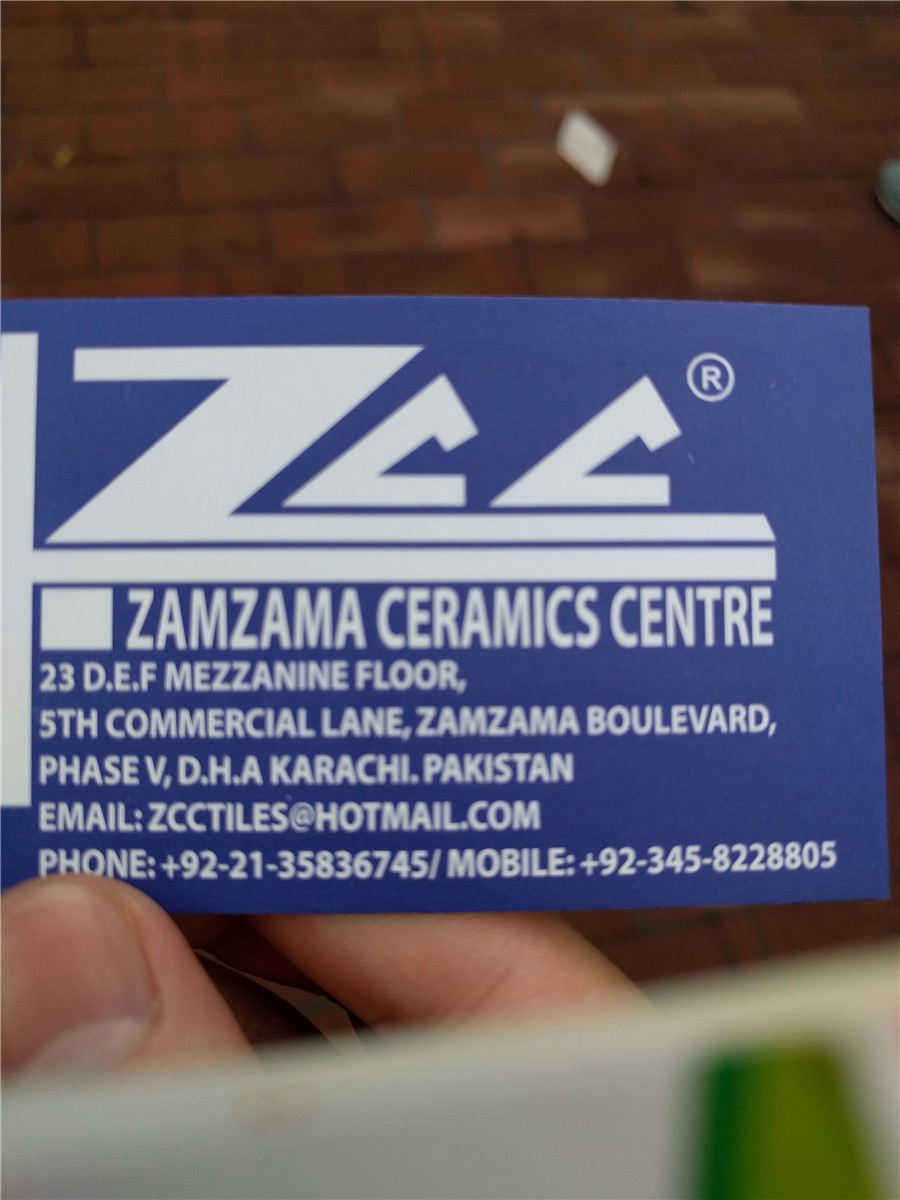 Zcc ®
ZAMZAMA CERAMICS CENTRE
23 D.E.F MEZZANINE FLOOR,
5TH COMMERCIAL LANE, ZAMZAMA BOULEVARD,
PHASE V, D.H.A KARACHI. PAKISTAN
EMAIL: ZCCTILES@HOTMAIL.COM
PHONE: +92-21-35836745/ MOBILE: +92-345-8228805